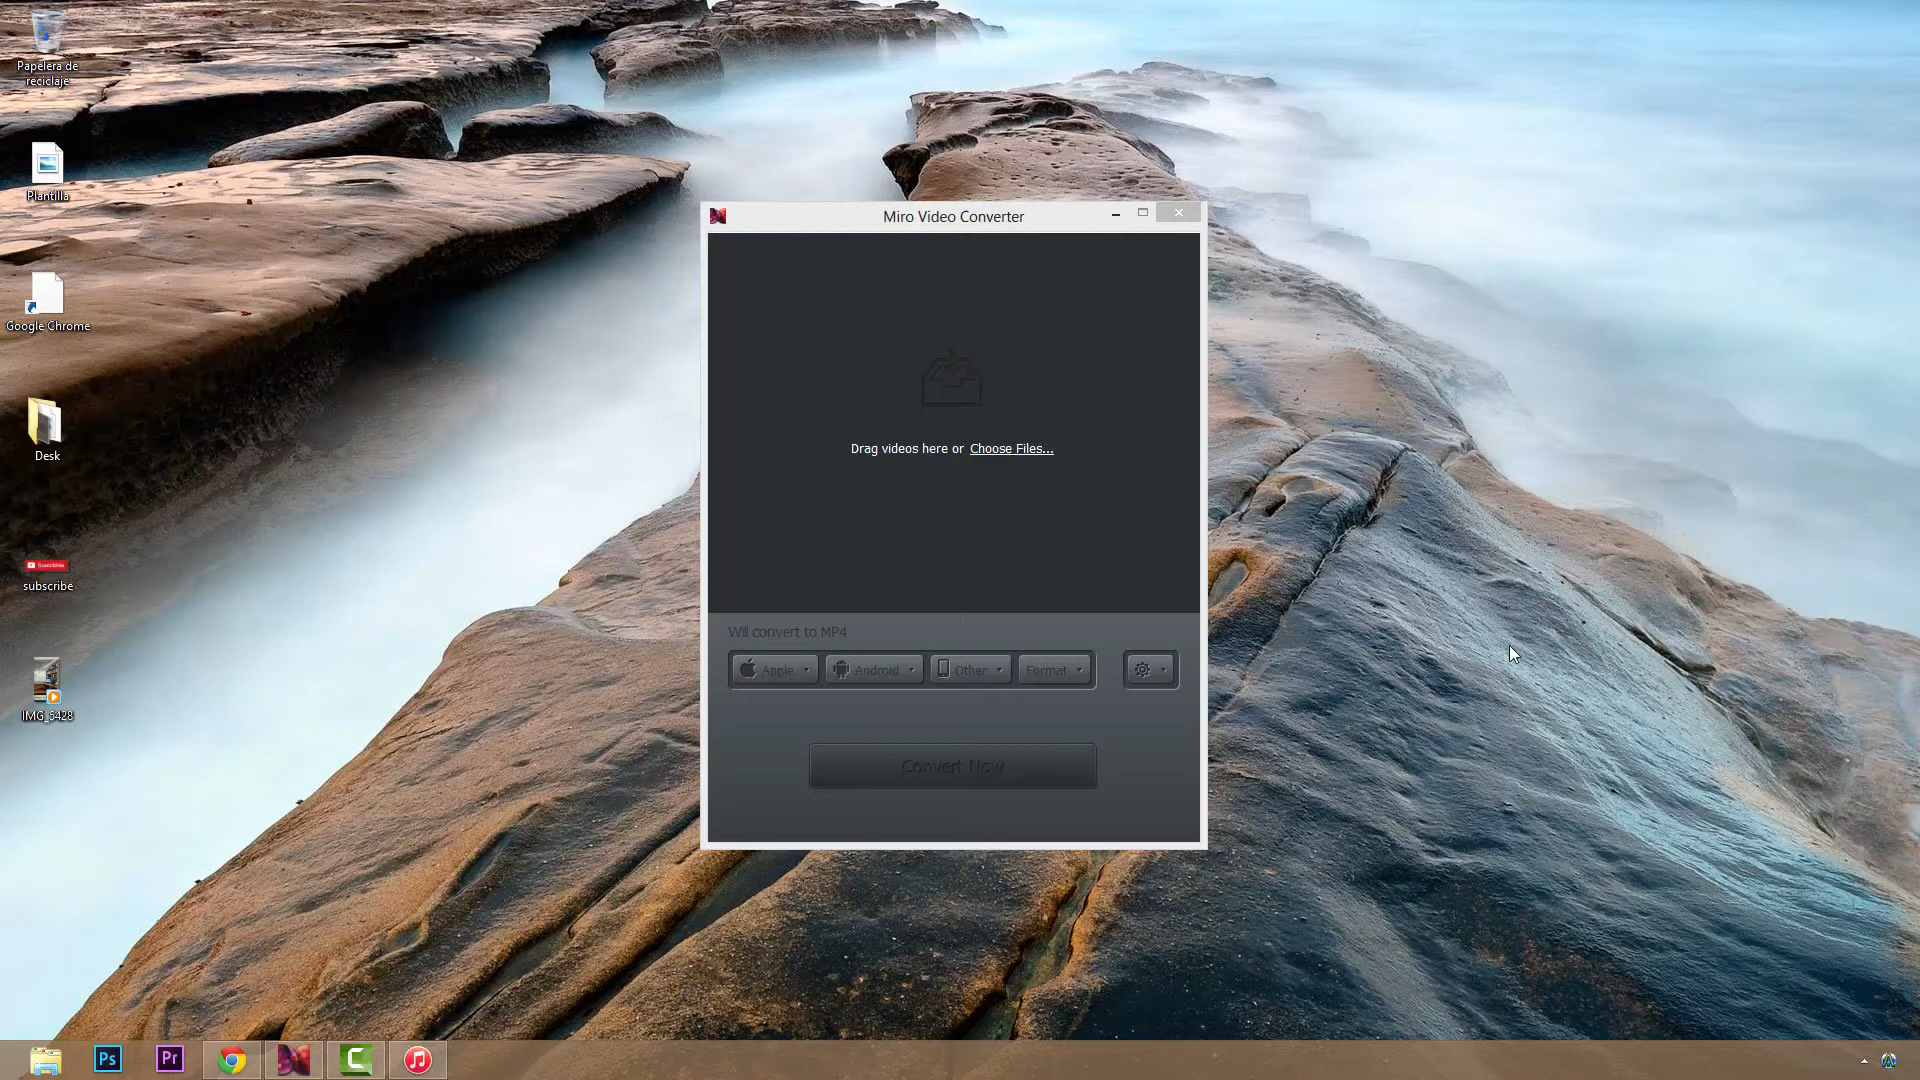 Papelera de
reciclaje
Plantilla
Google Chrome
Desk
subscribe
IMG_5428
Miro Video Converter
Drag videos here or Choose Files...
Will convert to MP4
Apple
Android
Other
Format
Convert Now
Ps
Pr